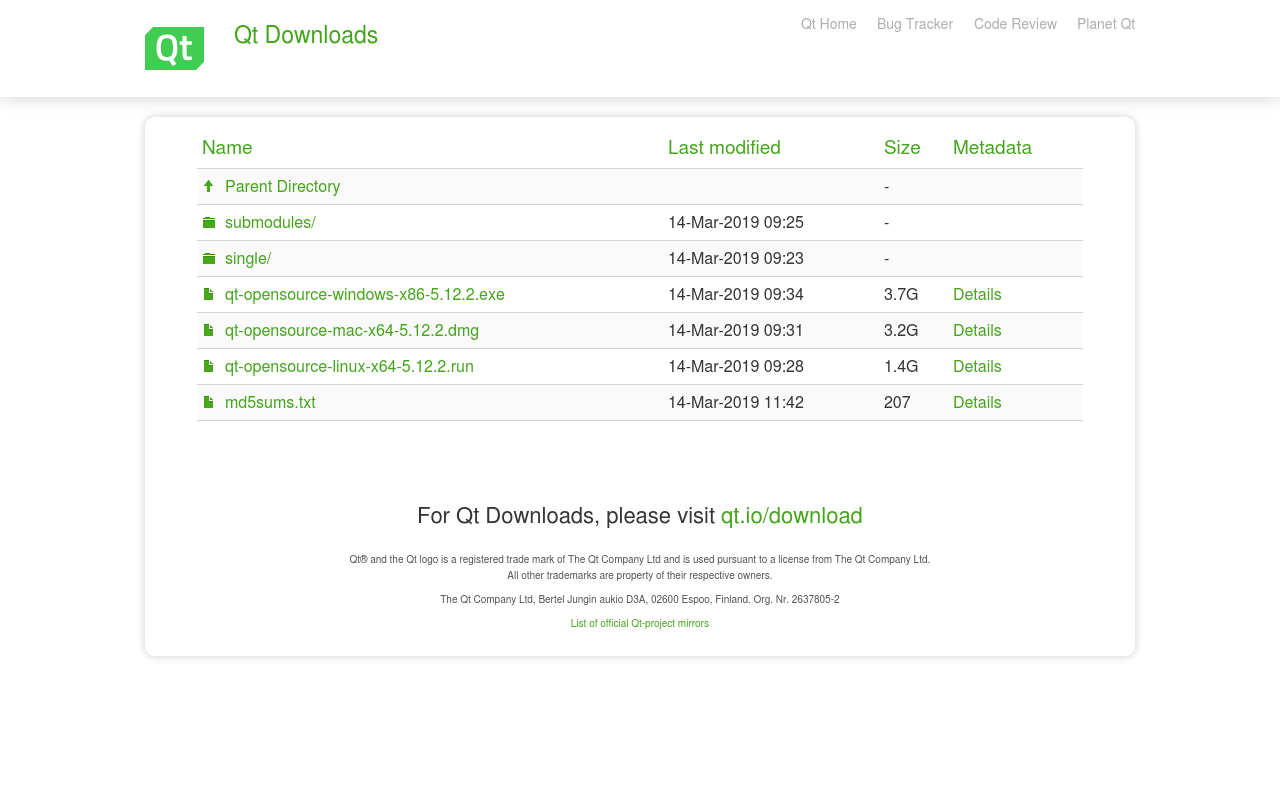 Qt
Qt Downloads
Qt Home Bug Tracker Code Review Planet Qt
Name Last modified Size Metadata
Parent Directory -
submodules/ 14-Mar-2019 09:25 -
single/ 14-Mar-2019 09:23 -
qt-opensource-windows-x86-5.12.2.exe 14-Mar-2019 09:34 3.7G Details
qt-opensource-mac-x64-5.12.2.dmg 14-Mar-2019 09:31 3.2G Details
qt-opensource-linux-x64-5.12.2.run 14-Mar-2019 09:28 1.4G Details
md5sums.txt 14-Mar-2019 11:42 207 Details
For Qt Downloads, please visit qt.io/download
Qt® and the Qt logo is a registered trade mark of The Qt Company Ltd and is used pursuant to a license from The Qt Company Ltd.
All other trademarks are property of their respective owners.
The Qt Company Ltd, Bertel Jungin aukio D3A, 02600 Espoo, Finland. Org. Nr. 2637805-2
List of official Qt-project mirrors